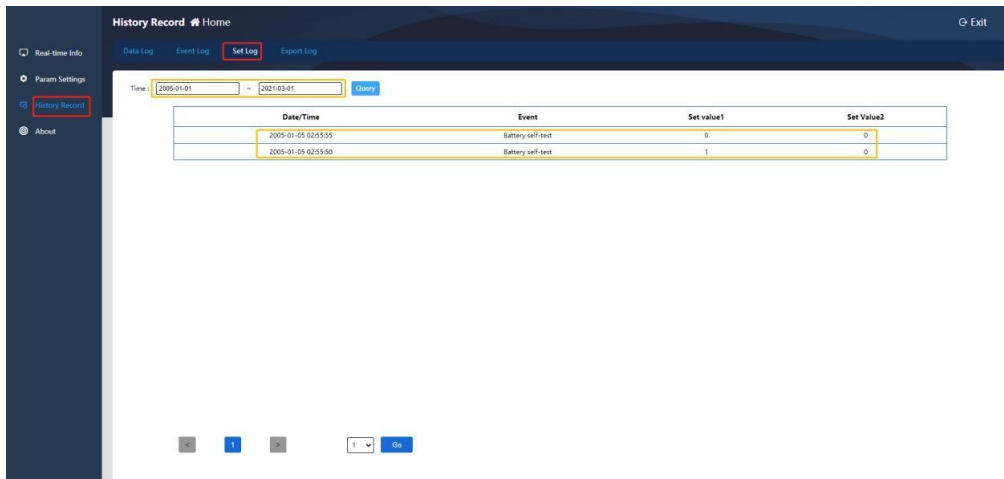 History Record Home Exit
Real-time Info
Param Settings
History Record
About
Data Log Event Log Set Log Export Log
Time : 2005-01-01 ~ 2021-03-01 Query
Date/Time Event Set value1 Set Value2
2005-01-05 02:55:55 Battery self-test 0 0
2005-01-05 02:55:50 Battery self-test 1 0
< 1 > 1 Go